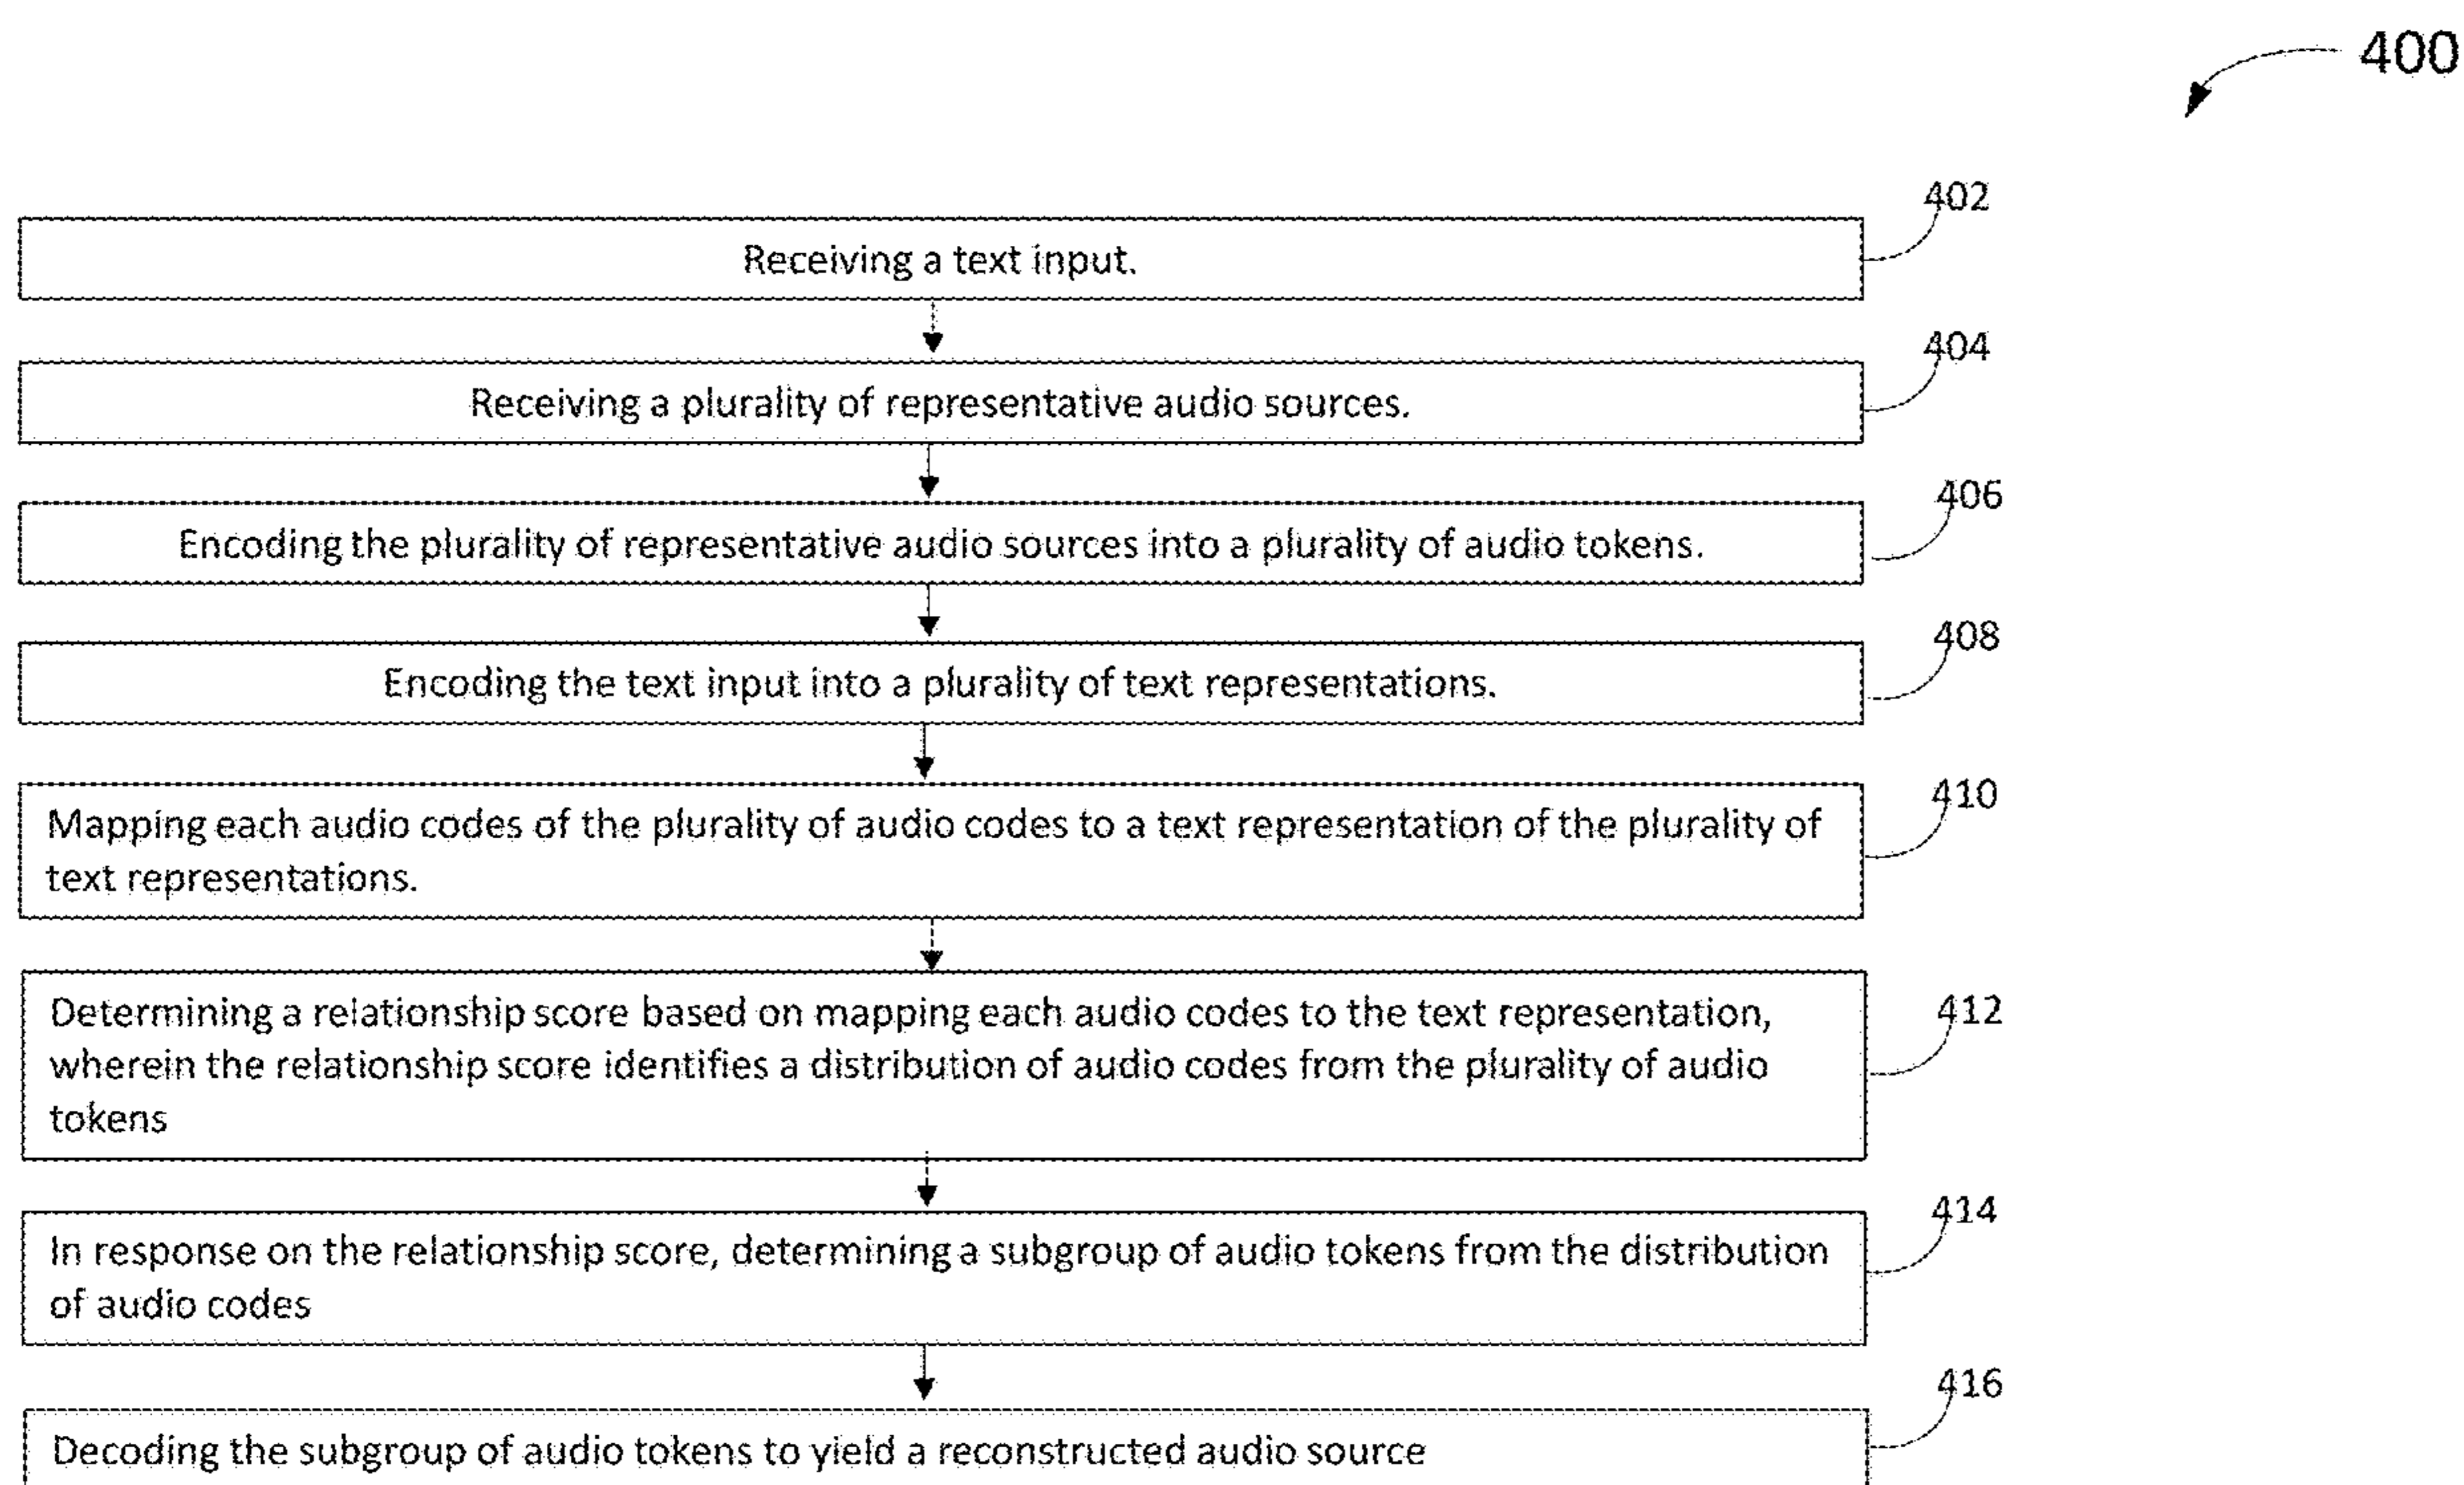 400
402
Receiving a text input.
404
Receiving a plurality of representative audio sources.
406
Encoding the plurality of representative audio sources into a plurality of audio tokens.
408
Encoding the text input into a plurality of text representations.
410
Mapping each audio codes of the plurality of audio codes to a text representation of the plurality of
text representations.
412
Determining a relationship score based on mapping each audio codes to the text representation,
wherein the relationship score identifies a distribution of audio codes from the plurality of audio
tokens
414
In response on the relationship score, determining a subgroup of audio tokens from the distribution
of audio codes
416
Decoding the subgroup of audio tokens to yield a reconstructed audio source